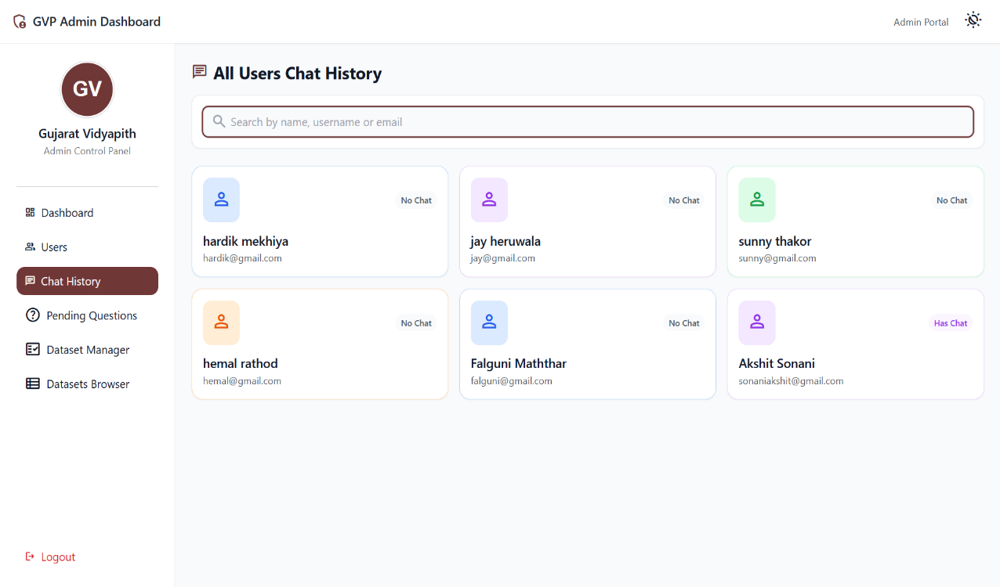 GVP Admin Dashboard
Admin Portal
GV
Gujarat Vidyapith
Admin Control Panel
Dashboard
Users
Chat History
Pending Questions
Dataset Manager
Datasets Browser
Logout
All Users Chat History
Search by name, username or email
No Chat
hardik mekhiya
hardik@gmail.com
No Chat
jay heruwala
jay@gmail.com
No Chat
sunny thakor
sunny@gmail.com
No Chat
hemal rathod
hemal@gmail.com
No Chat
Falguni Maththar
falguni@gmail.com
Has Chat
Akshit Sonani
sonaniakshit@gmail.com